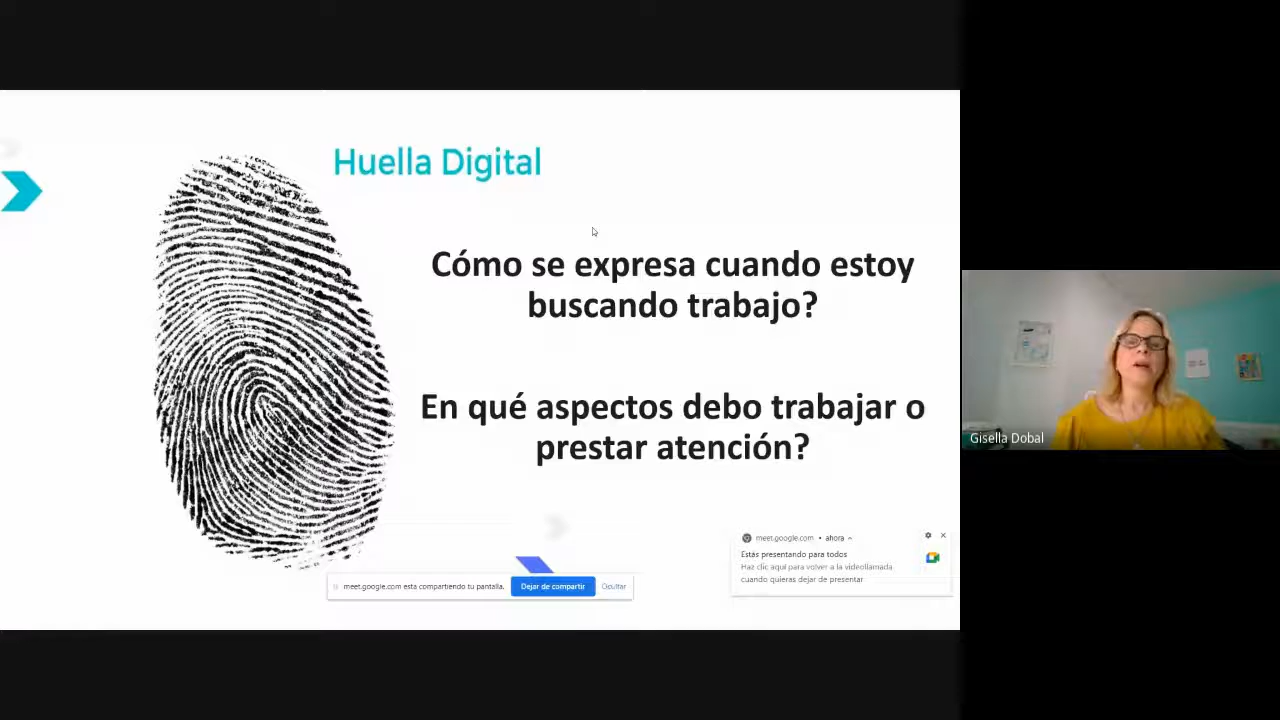 Huella Digital
Cómo se expresa cuando estoy
buscando trabajo?
En qué aspectos debo trabajar o
prestar atención?
Gisella Dobal
meet.google.com • ahora
Estás presentando para todos
Haz clic aquí para volver a la videollamada
cuando quieras dejar de presentar
meet.google.com está compartiendo tu pantalla.
Dejar de compartir
Ocultar